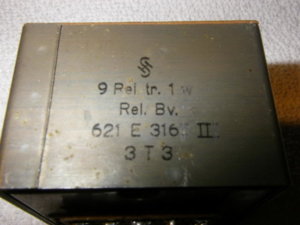 9 Rel tr. 1 w
Rel. Bv.
621 E 316 II
3 T 3